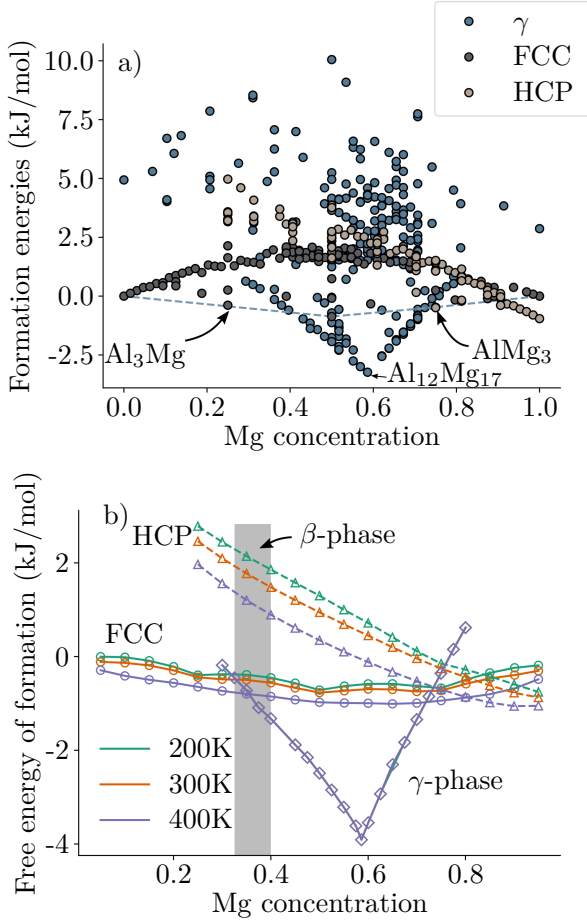 γ
FCC
HCP
a)
Formation energies (kJ/mol)
10.0
7.5
5.0
2.5
0.0
-2.5
Al₃Mg
AlMg₃
Al₁₂Mg₁₇
0.0 0.2 0.4 0.6 0.8 1.0
Mg concentration
b)
Free energy of formation (kJ/mol)
2
0
-2
-4
HCP
β-phase
FCC
200K
300K
400K
γ-phase
0.2 0.4 0.6 0.8
Mg concentration